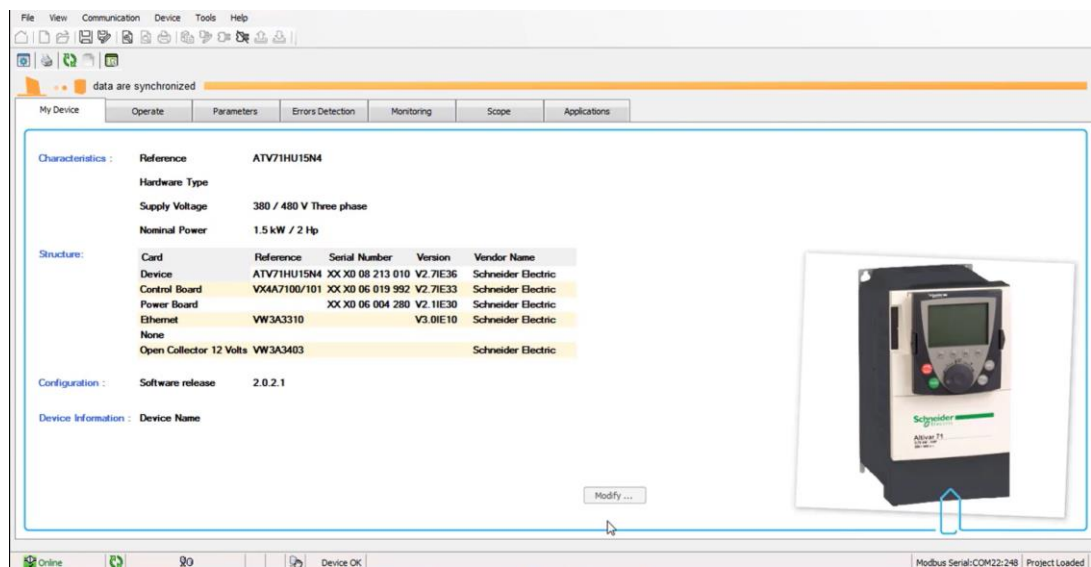 File View Communication Device Tools Help
data are synchronized
My Device Operate Parameters Errors Detection Monitoring Scope Applications
Characteristics : Reference ATV71HU15N4
Hardware Type
Supply Voltage 380 / 480 V Three phase
Nominal Power 1.5 kW / 2 Hp
Structure: Card Reference Serial Number Version Vendor Name
Device ATV71HU15N4 XX X0 08 213 010 V2.7IE36 Schneider Electric
Control Board VX4A7100/101 XX X0 06 019 992 V2.7IE33 Schneider Electric
Power Board XX X0 06 004 280 V2.1IE30 Schneider Electric
Ethernet VW3A3310 V3.0IE10 Schneider Electric
None
Open Collector 12 Volts VW3A3403 Schneider Electric
Configuration : Software release 2.0.2.1
Device Information : Device Name
Schneider
Electric
Altivar 71
Modify ...
Online Device OK Modbus Serial:COM22:248 Project Loaded